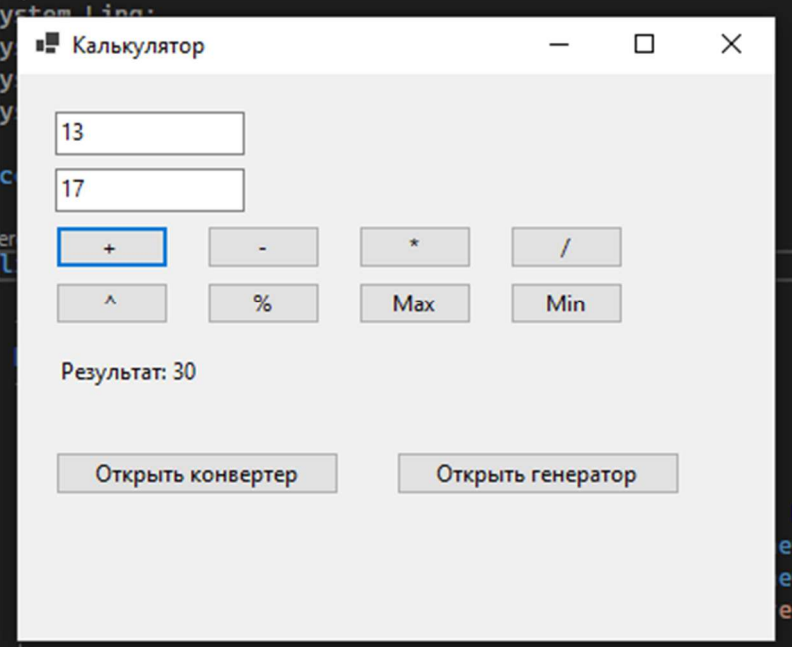 Калькулятор
13
17
+ - * /
^ % Max Min
Результат: 30
Открыть конвертер Открыть генератор